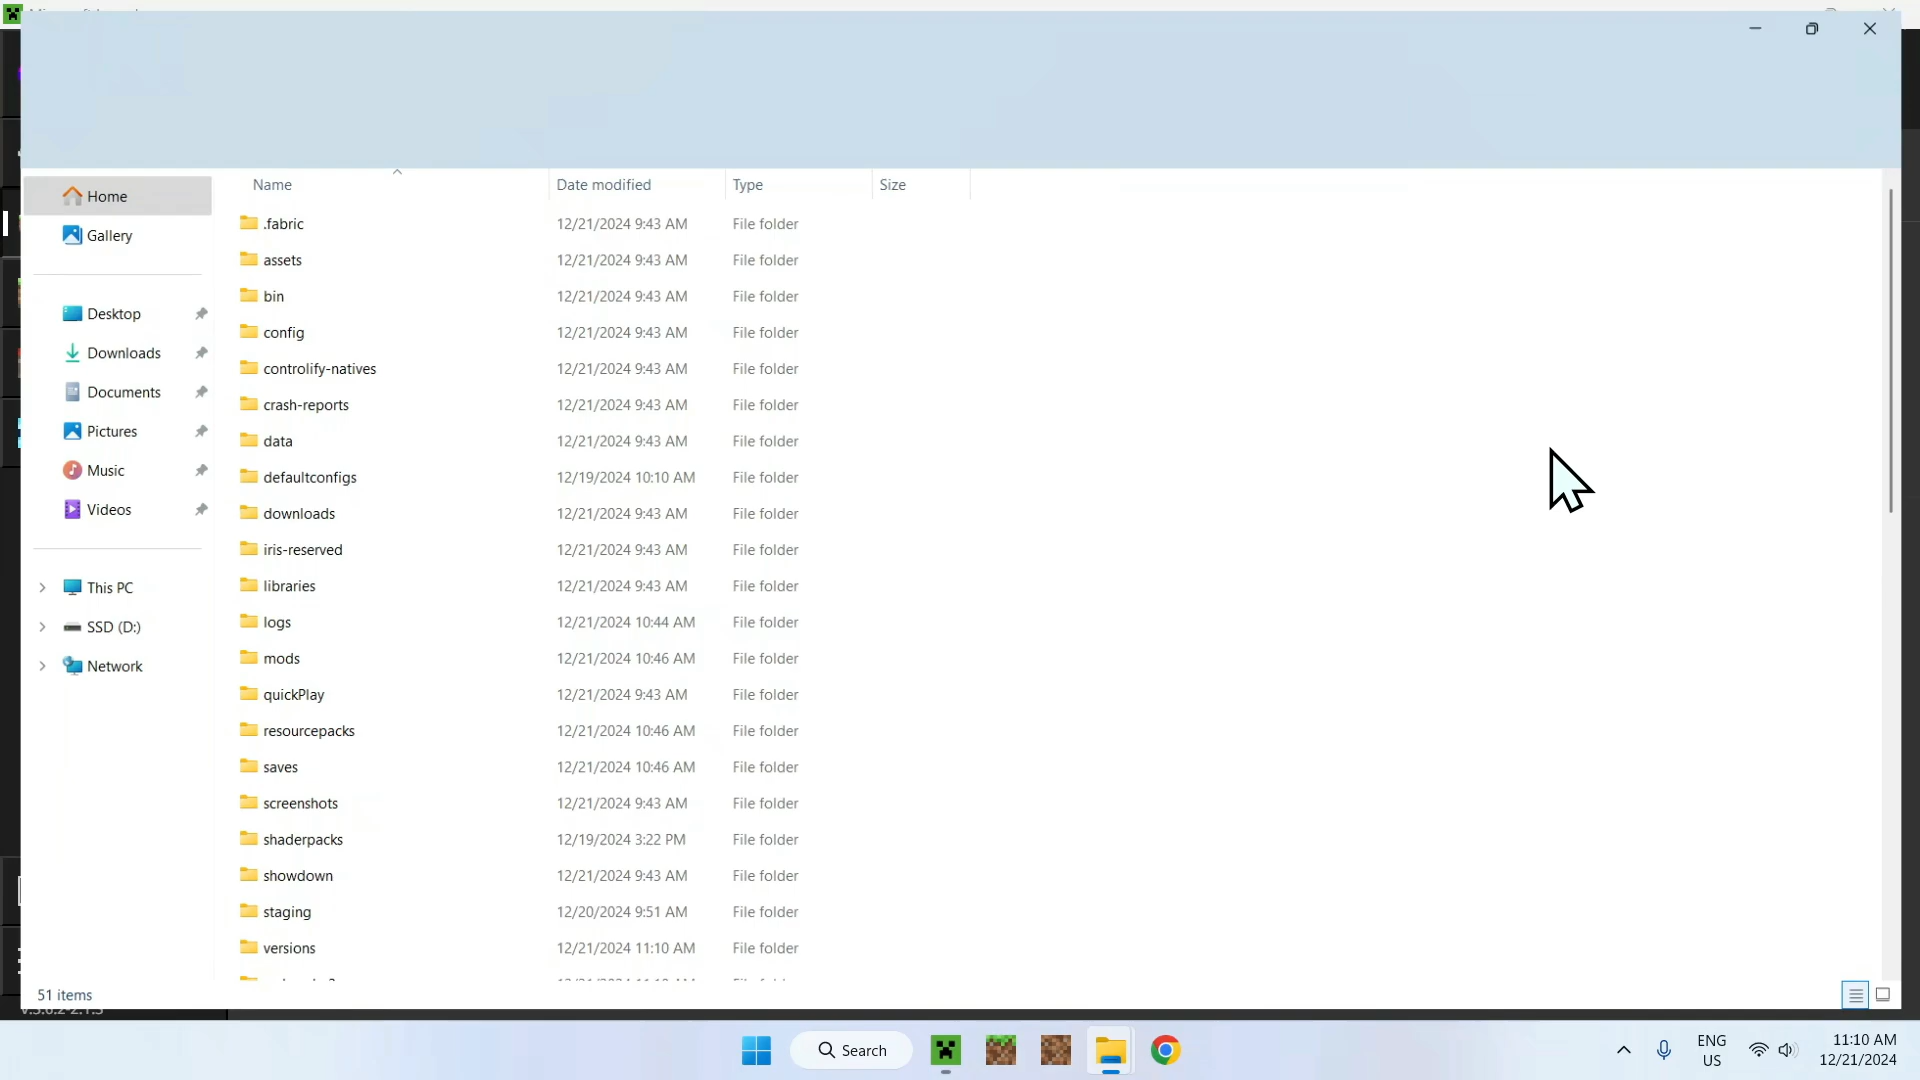 Name Date modified Type Size
Home
Gallery
Desktop
Downloads
Documents
Pictures
Music
Videos
This PC
SSD (D:)
Network
.fabric 12/21/2024 9:43 AM File folder
assets 12/21/2024 9:43 AM File folder
bin 12/21/2024 9:43 AM File folder
config 12/21/2024 9:43 AM File folder
controlify-natives 12/21/2024 9:43 AM File folder
crash-reports 12/21/2024 9:43 AM File folder
data 12/21/2024 9:43 AM File folder
defaultconfigs 12/19/2024 10:10 AM File folder
downloads 12/21/2024 9:43 AM File folder
iris-reserved 12/21/2024 9:43 AM File folder
libraries 12/21/2024 9:43 AM File folder
logs 12/21/2024 10:44 AM File folder
mods 12/21/2024 10:46 AM File folder
quickPlay 12/21/2024 9:43 AM File folder
resourcepacks 12/21/2024 10:46 AM File folder
saves 12/21/2024 10:46 AM File folder
screenshots 12/21/2024 9:43 AM File folder
shaderpacks 12/19/2024 3:22 PM File folder
showdown 12/21/2024 9:43 AM File folder
staging 12/20/2024 9:51 AM File folder
versions 12/21/2024 11:10 AM File folder
51 items
Search
ENG
US
11:10 AM
12/21/2024